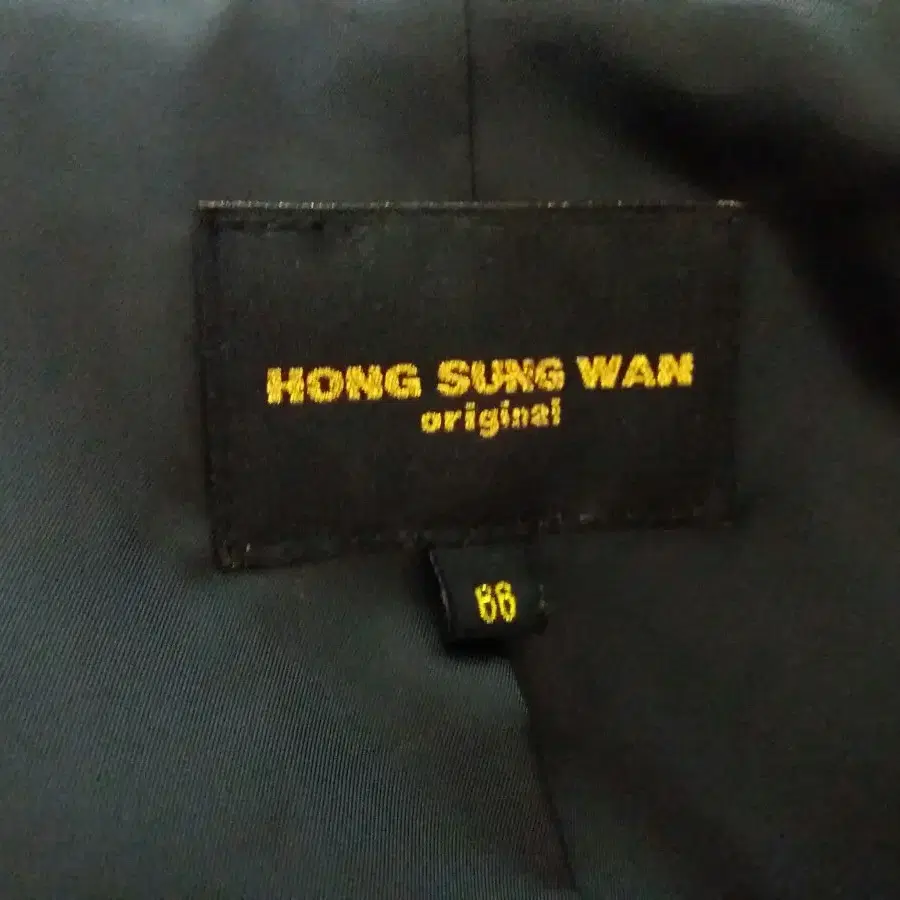 HONG SUNG WAN
original
66